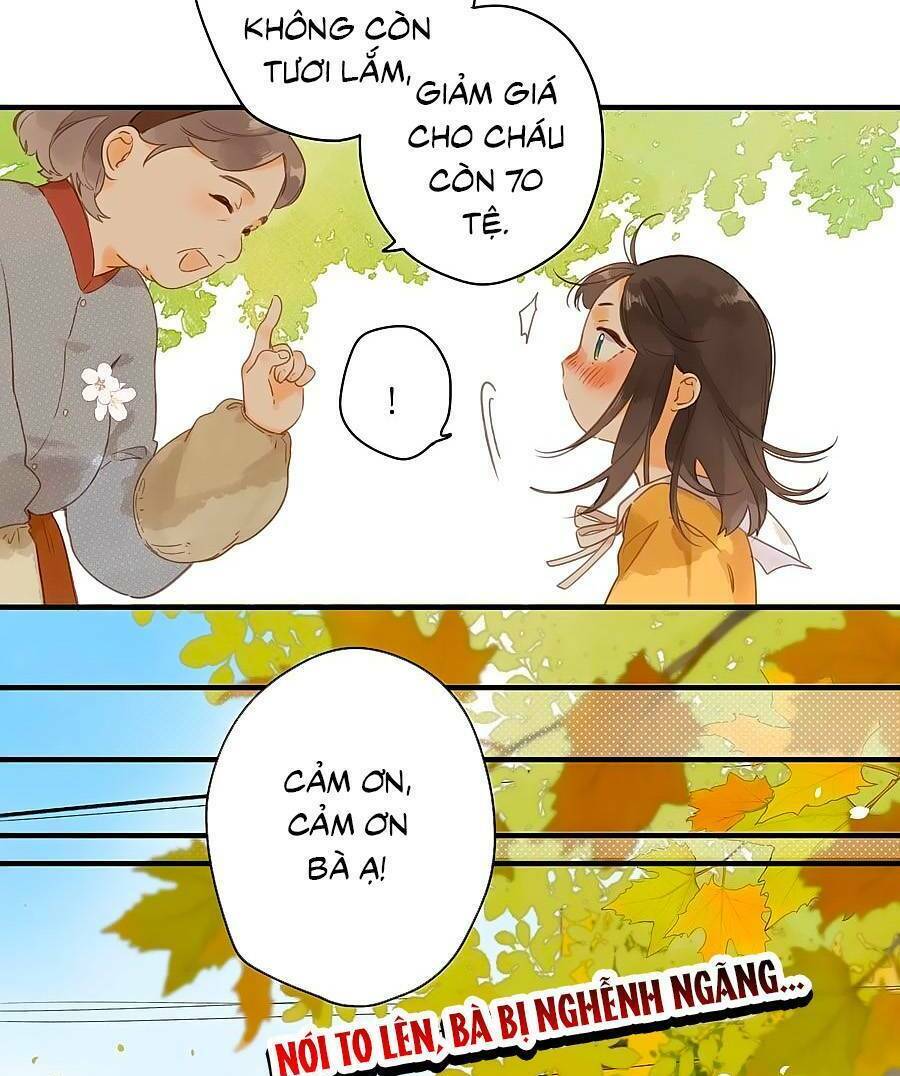 KHÔNG CÒN
TƯƠI LẮM,
GIẢM GIÁ
CHO CHÁU
CÒN 70
TỆ.
!
CẢM ƠN,
CẢM ƠN
BÀ Ạ!
NÓI TO LÊN, BÀ BỊ NGHỄNH NGÃNG...